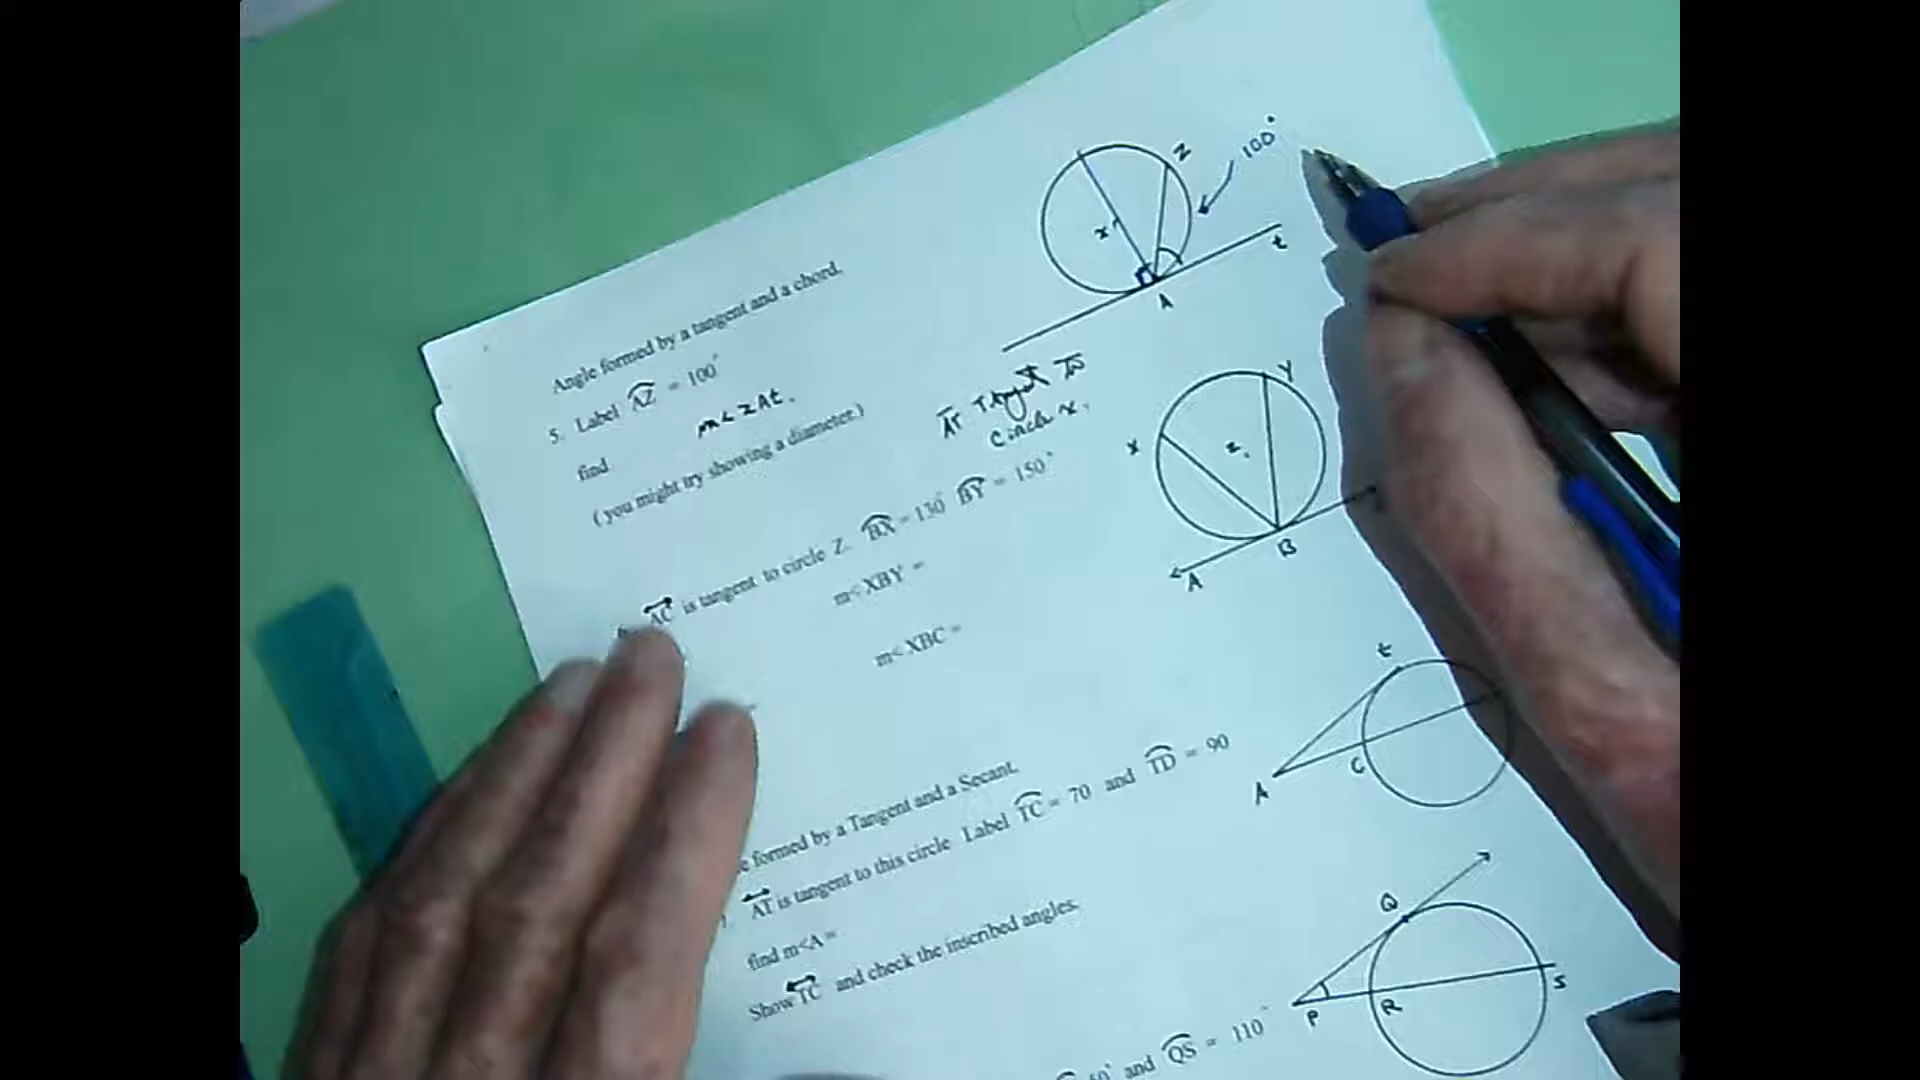 Angle formed by a tangent and a chord.
5. Label AZ = 100°
find m< ZAt.
(you might try showing a diameter.)
AT Tangent to
Circle X.
Z
100°
X
t
A
AC is tangent to circle Z. BX = 130° BY = 150°
m< XBY =
m< XBC =
Y
X
Z
B
A
formed by a Tangent and a Secant.
AT is tangent to this circle Label TC = 70 and TD = 90
find m<A =
Show TC and check the inscribed angles.
t
C
A
and QS = 110°
Q
P
R
S